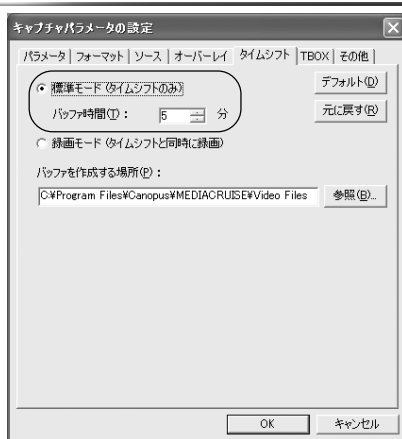 キャプチャパラメータの設定
パラメータ フォーマット ソース オーバーレイ タイムシフト TBOX その他
標準モード(タイムシフトのみ)
デフォルト(D)
バッファ時間(T): 5 分
元に戻す(R)
録画モード(タイムシフトと同時に録画)
バッファを作成する場所(P):
C:¥Program Files¥Canopus¥MEDIACRUISE¥Video Files
参照(B)...
OK キャンセル